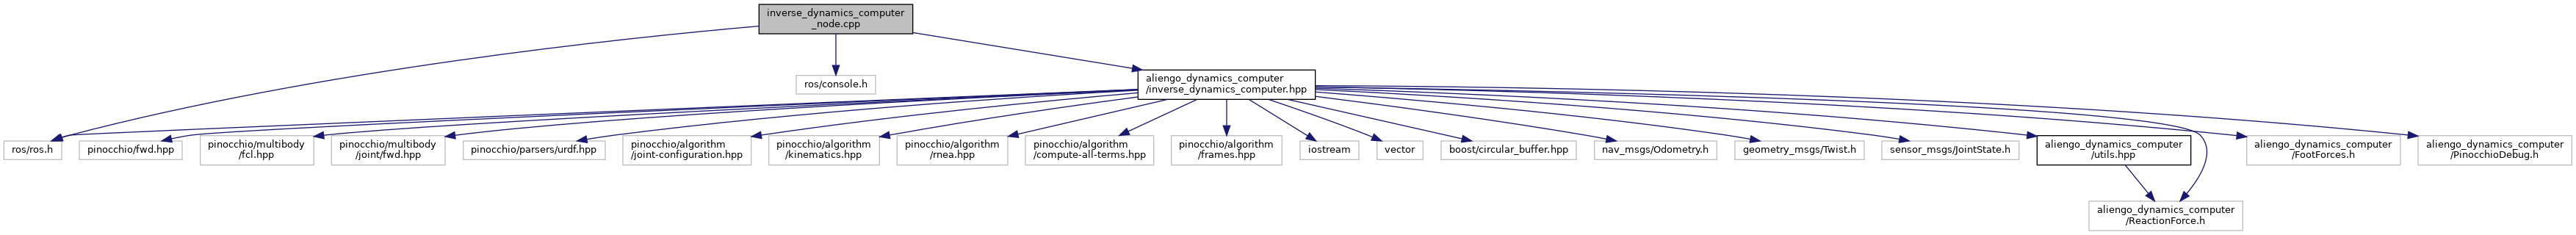 inverse_dynamics_computer
_node.cpp
ros/console.h
aliengo_dynamics_computer
/inverse_dynamics_computer.hpp
ros/ros.h
pinocchio/fwd.hpp
pinocchio/multibody
/fcl.hpp
pinocchio/multibody
/joint/fwd.hpp
pinocchio/parsers/urdf.hpp
pinocchio/algorithm
/joint-configuration.hpp
pinocchio/algorithm
/kinematics.hpp
pinocchio/algorithm
/rnea.hpp
pinocchio/algorithm
/compute-all-terms.hpp
pinocchio/algorithm
/frames.hpp
iostream
vector
boost/circular_buffer.hpp
nav_msgs/Odometry.h
geometry_msgs/Twist.h
sensor_msgs/JointState.h
aliengo_dynamics_computer
/utils.hpp
aliengo_dynamics_computer
/FootForces.h
aliengo_dynamics_computer
/PinocchioDebug.h
aliengo_dynamics_computer
/ReactionForce.h